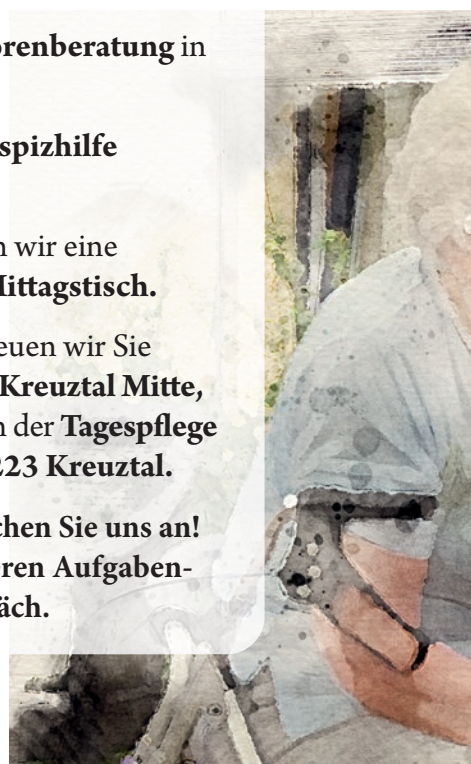 orenberatung in
spizhilfe
n wir eine
Mittagstisch.
euen wir Sie
Kreuztal Mitte,
n der Tagespflege
223 Kreuztal.
chen Sie uns an!
ren Aufgaben-
äch.